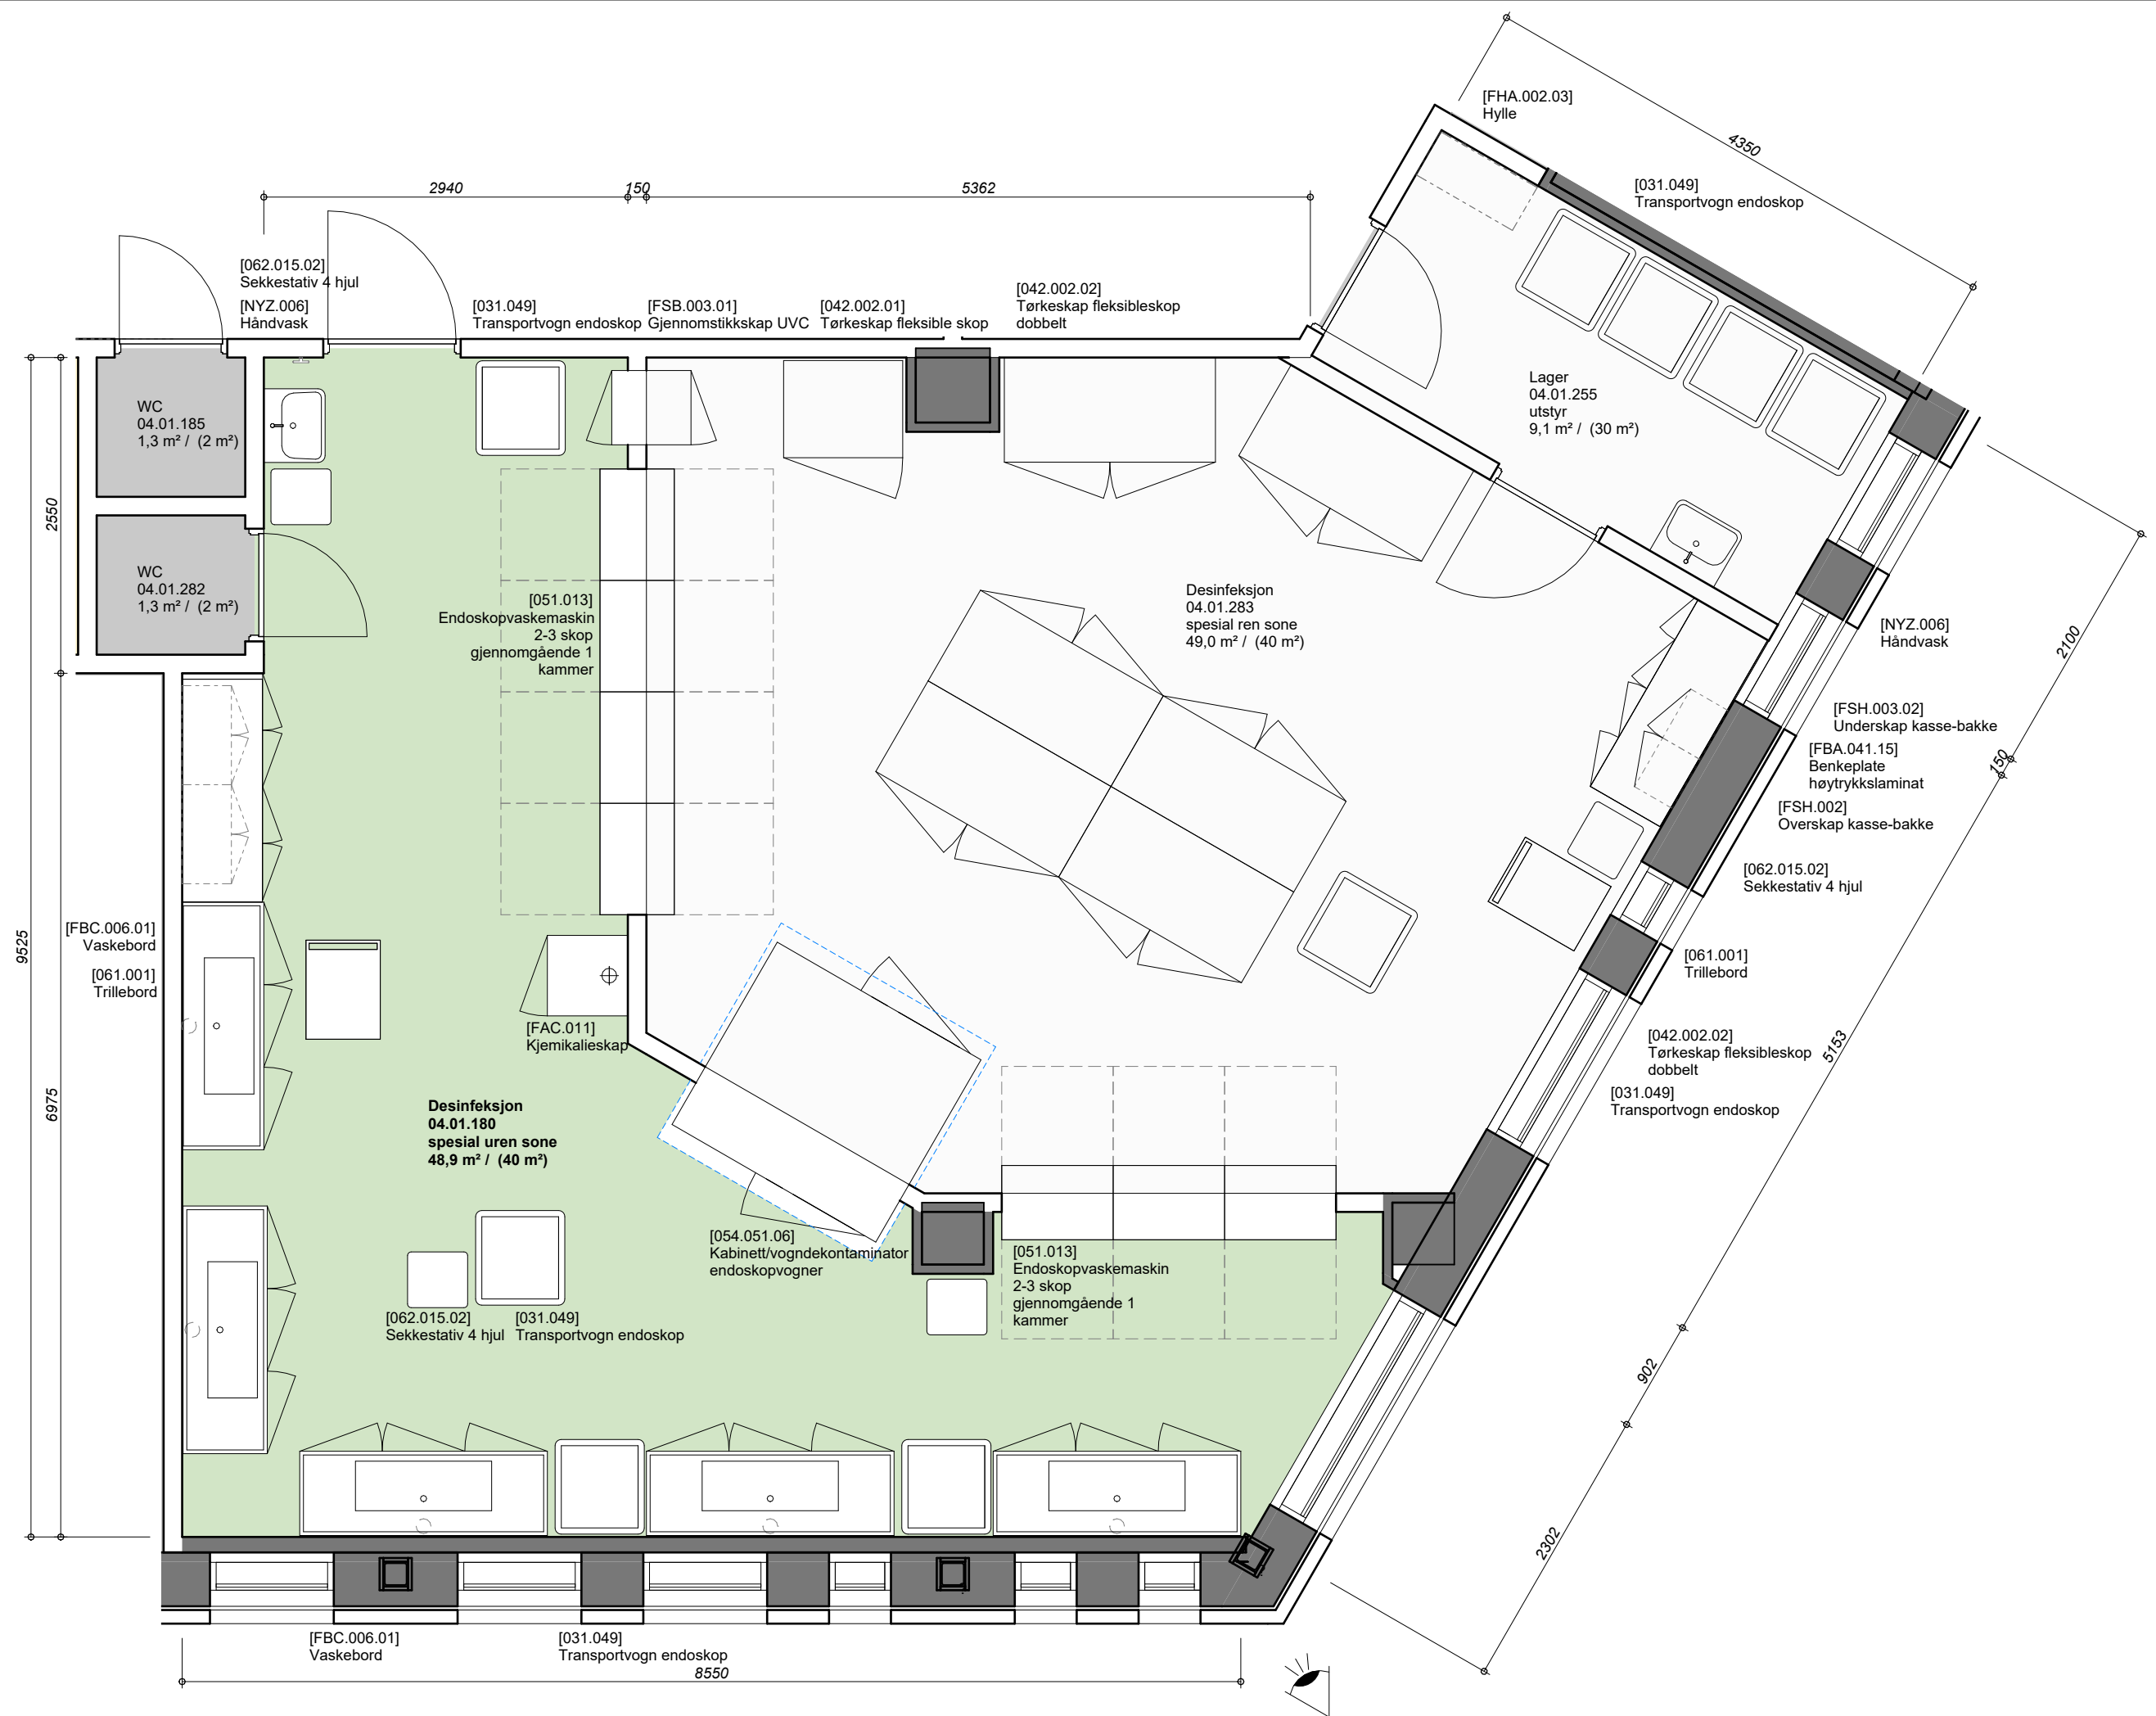 [FHA.002.03]
Hylle
4350
[031.049]
Transportvogn endoskop
2940
150
5362
[062.015.02]
Sekkestativ 4 hjul
[NYZ.006]
Håndvask
[031.049]
Transportvogn endoskop
[FSB.003.01]
Gjennomstikkskap UVC
[042.002.01]
Tørkeskap fleksible skop
[042.002.02]
Tørkeskap fleksibleskop
dobbelt
WC
04.01.185
1,3 m² /  (2 m²)
Lager
04.01.255
utstyr
9,1 m² /  (30 m²)
2550
WC
04.01.282
1,3 m² /  (2 m²)
[051.013]
Endoskopvaskemaskin
2-3 skop
gjennomgående 1
kammer
Desinfeksjon
04.01.283
spesial ren sone
49,0 m² /  (40 m²)
[NYZ.006]
Håndvask
2100
[FSH.003.02]
Underskap kasse-bakke
[FBA.041.15]
Benkeplate
høytrykkslaminat
150
[FSH.002]
Overskap kasse-bakke
[062.015.02]
Sekkestativ 4 hjul
9525
[FBC.006.01]
Vaskebord
[061.001]
Trillebord
[061.001]
Trillebord
[FAC.011]
Kjemikalieskap
[042.002.02]
Tørkeskap fleksibleskop
dobbelt
5153
[031.049]
Transportvogn endoskop
6975
Desinfeksjon
04.01.180
spesial uren sone
48,9 m² /  (40 m²)
[054.051.06]
Kabinett/vogndekontaminator
endoskopvogner
[051.013]
Endoskopvaskemaskin
2-3 skop
gjennomgående 1
kammer
[062.015.02]
Sekkestativ 4 hjul
[031.049]
Transportvogn endoskop
902
2302
[FBC.006.01]
Vaskebord
[031.049]
Transportvogn endoskop
8550